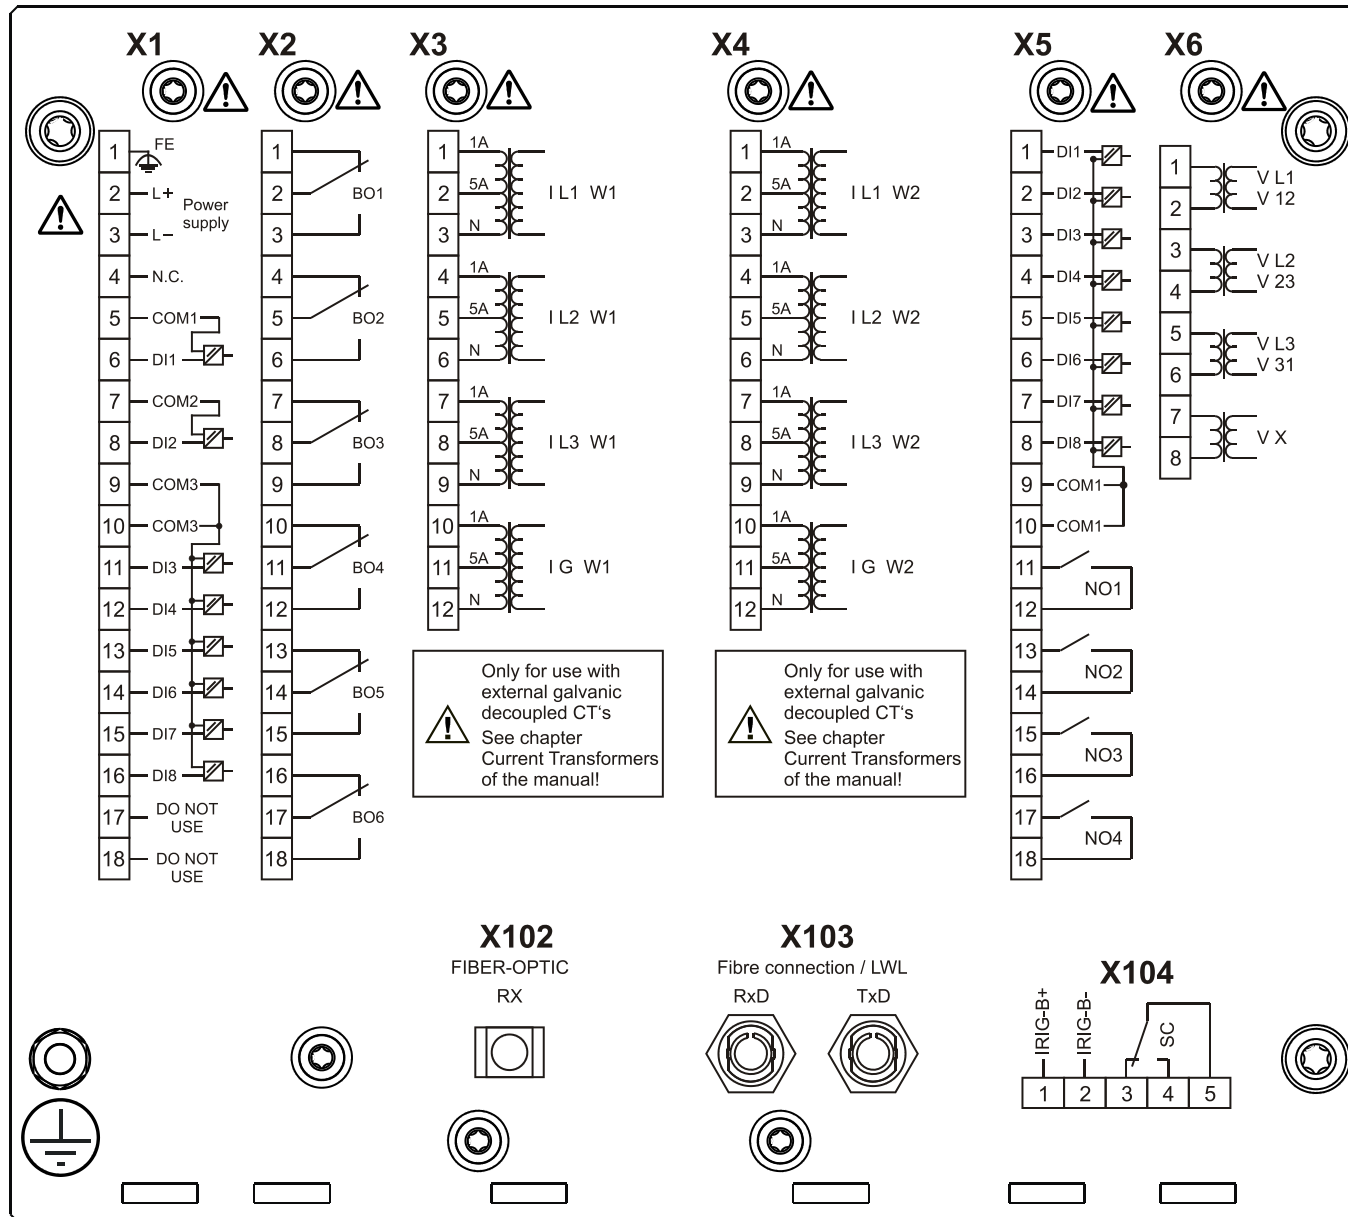 X1
X2
X3
X4
X5
X6
1 FE
2 L+
Power
supply
3 L–
4 N.C.
5 COM1
6 DI1
7 COM2
8 DI2
9 COM3
10 COM3
11 DI3
12 DI4
13 DI5
14 DI6
15 DI7
16 DI8
17 DO NOT
USE
18 DO NOT
USE
1
2 BO1
3
4
5 BO2
6
7
8 BO3
9
10
11 BO4
12
13
14 BO5
15
16
17 BO6
18
1 1A
2 5A I L1 W1
3 N
4 1A
5 5A I L2 W1
6 N
7 1A
8 5A I L3 W1
9 N
10 1A
11 5A I G W1
12 N
Only for use with
external galvanic
decoupled CT‘s
See chapter
Current Transformers
of the manual!
1 1A
2 5A I L1 W2
3 N
4 1A
5 5A I L2 W2
6 N
7 1A
8 5A I L3 W2
9 N
10 1A
11 5A I G W2
12 N
Only for use with
external galvanic
decoupled CT‘s
See chapter
Current Transformers
of the manual!
1 DI1
2 DI2
3 DI3
4 DI4
5 DI5
6 DI6
7 DI7
8 DI8
9 COM1
10 COM1
11
NO1
12
13
NO2
14
15
NO3
16
17
NO4
18
1 V L1
2 V 12
3 V L2
4 V 23
5 V L3
6 V 31
7
V X
8
X102
FIBER-OPTIC
RX
X103
Fibre connection / LWL
RxD TxD
X104
IRIG-B+
IRIG-B-
SC
1 2 3 4 5